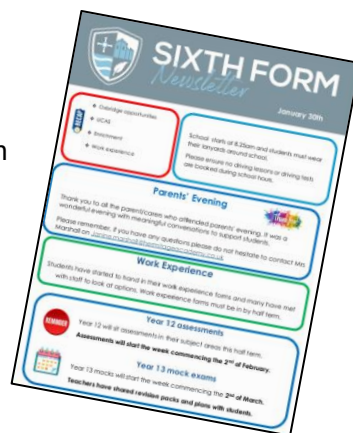 n
SIXTH FORM
Newsletter
January 30th
RECAP
Oxbridge opportunities
UCAS
Enrichment
Work experience
School starts at 8:25am and students must wear
their lanyards around school.
Please ensure no driving lessons or driving tests
are booked during school hours.
Parents' Evening
Thank you to all the parent/carers who attended parents' evening. It was a
wonderful evening with meaningful conversations to support students.
Please remember, if you have any questions please do not hesitate to contact Mrs
Marshall on
Work Experience
Students have started to hand in their work experience forms and many have met
with staff to look at options. Work experience forms must be in by half term.
REMINDER
Year 12 assessments
Year 12 will sit assessments in their subject areas this half term.
Assessments will start the week commencing the 2nd of February.
Year 13 mock exams
Year 13 mocks will start the week commencing the 2nd of March.
Teachers have shared revision packs and plans with students.